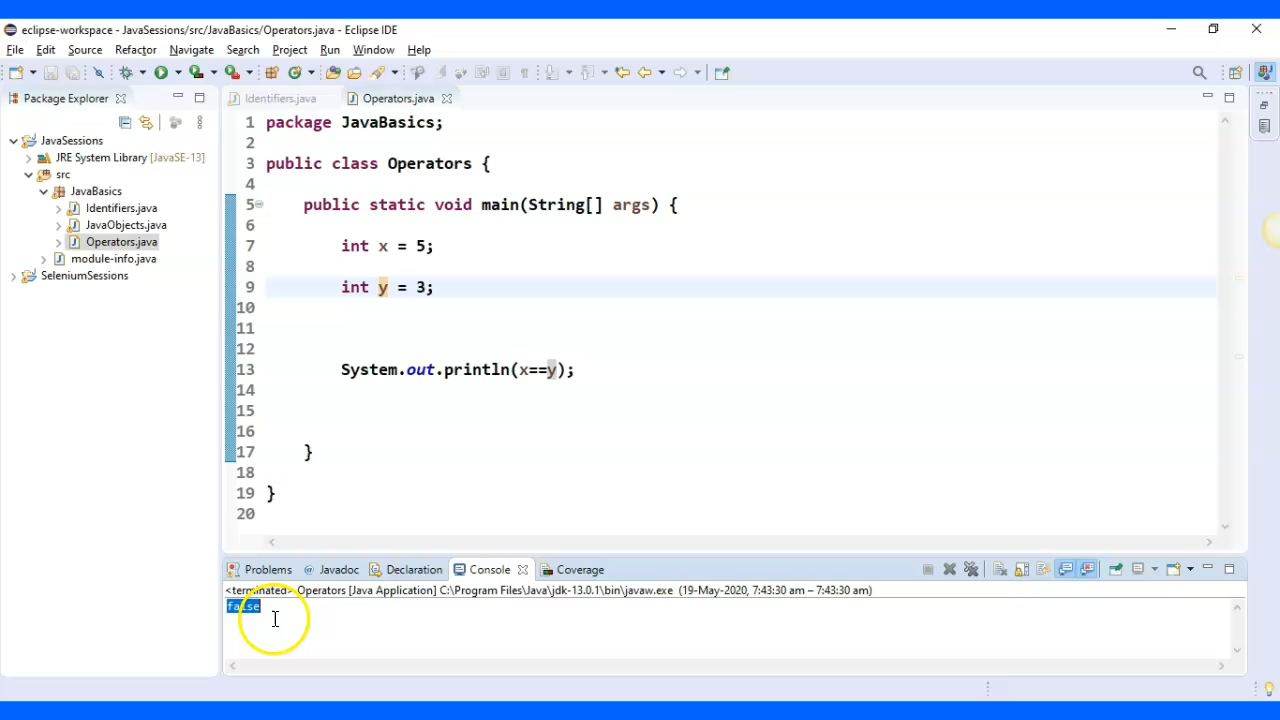 eclipse-workspace - JavaSessions/src/JavaBasics/Operators.java - Eclipse IDE
File Edit Source Refactor Navigate Search Project Run Window Help
Package Explorer
Identifiers.java
Operators.java
JavaSessions
JRE System Library [JavaSE-13]
src
JavaBasics
Identifiers.java
JavaObjects.java
Operators.java
module-info.java
SeleniumSessions
1 package JavaBasics;
2
3 public class Operators {
4
5 public static void main(String[] args) {
6
7 int x = 5;
8
9 int y = 3;
10
11
12
13 System.out.println(x==y);
14
15
16
17 }
18
19 }
20
Problems @ Javadoc Declaration Console Coverage
<terminated> Operators [Java Application] C:\Program Files\Java\jdk-13.0.1\bin\javaw.exe (19-May-2020, 7:43:30 am – 7:43:30 am)
false